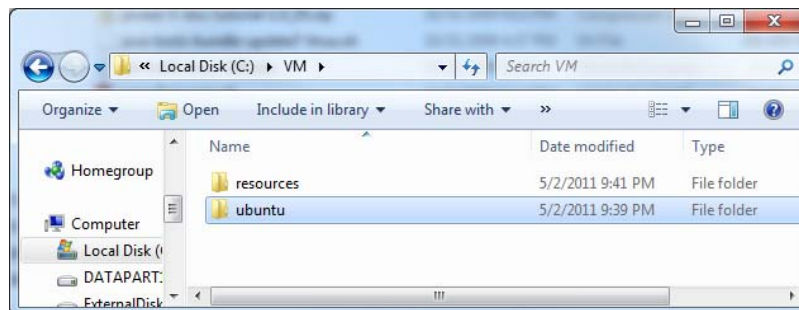 « Local Disk (C:) ▸ VM ▸ Search VM
Organize ▼ Open Include in library ▼ Share with ▼ »
Name Date modified Type
Homegroup
resources 5/2/2011 9:41 PM File folder
ubuntu 5/2/2011 9:39 PM File folder
Computer
Local Disk (
DATAPART
ExternalDisk